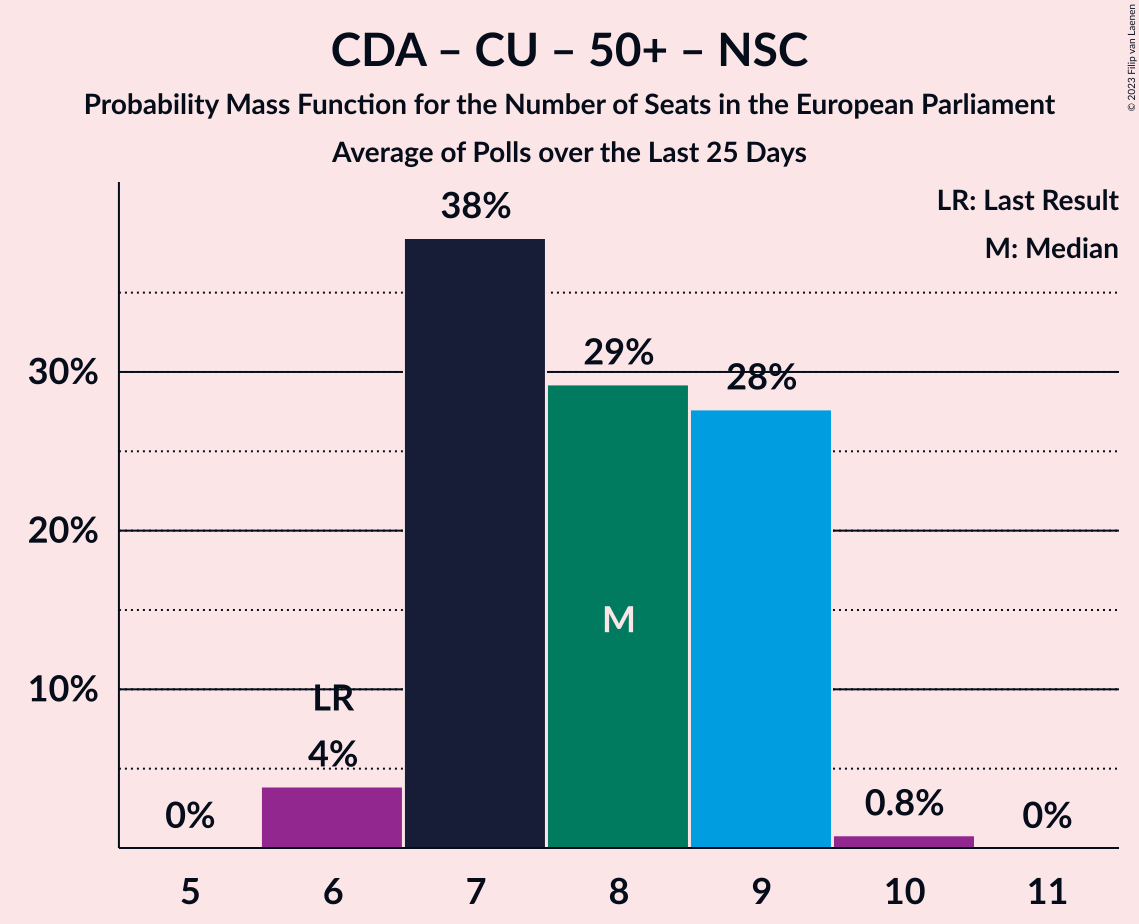 CDA – CU – 50+ – NSC
Probability Mass Function for the Number of Seats in the European Parliament
Average of Polls over the Last 25 Days
© 2023 Filip van Laenen
LR: Last Result
M: Median
38%
29%
28%
30%
20%
M
10%
LR
4%
0%
0.8%
0%
5 6 7 8 9 10 11